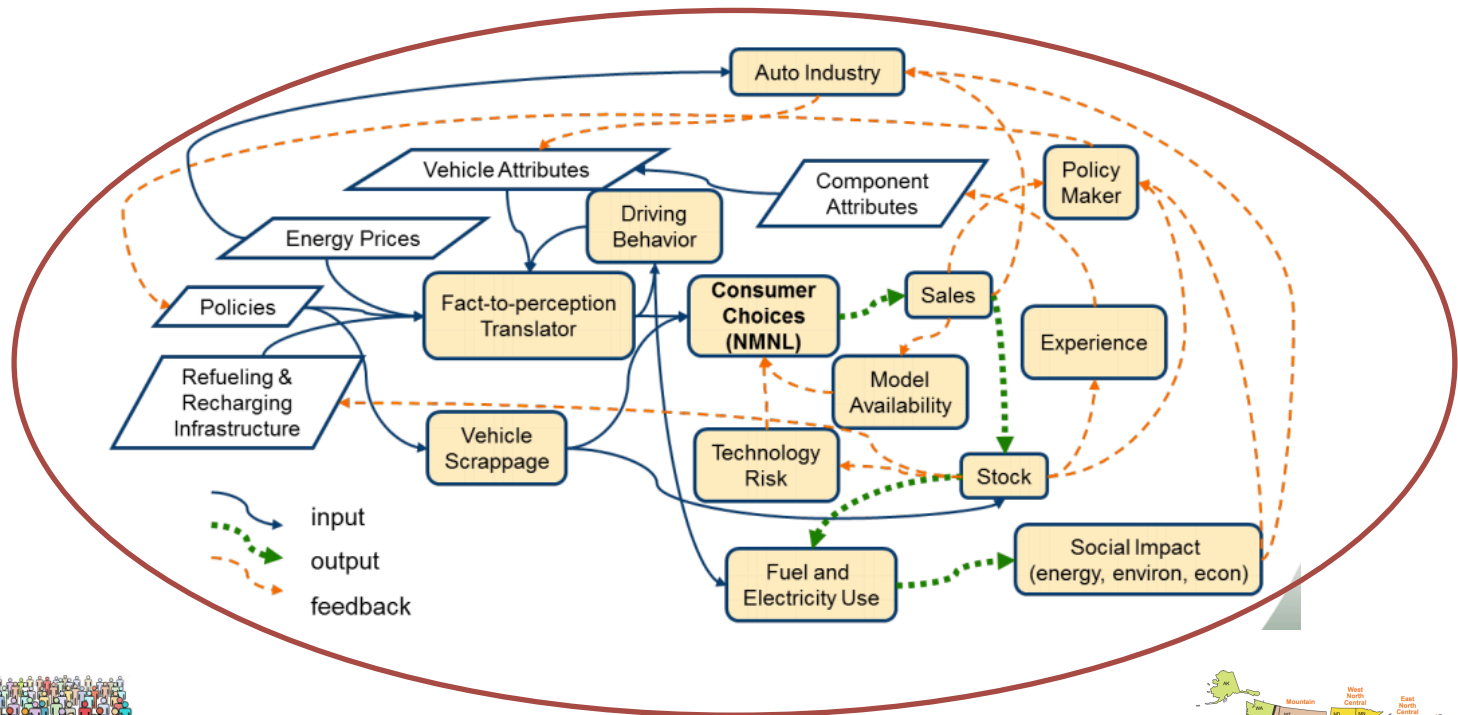 Auto Industry
Vehicle Attributes
Component
Attributes
Policy
Maker
Driving
Behavior
Energy Prices
Policies
Fact-to-perception
Translator
Consumer
Choices
(NMNL)
Sales
Experience
Refueling &
Recharging
Infrastructure
Model
Availability
Vehicle
Scrappage
Technology
Risk
Stock
input
output
feedback
Fuel and
Electricity Use
Social Impact
(energy, environ, econ)
AK
WA
Mountain
West
North
Central
East
North
Central